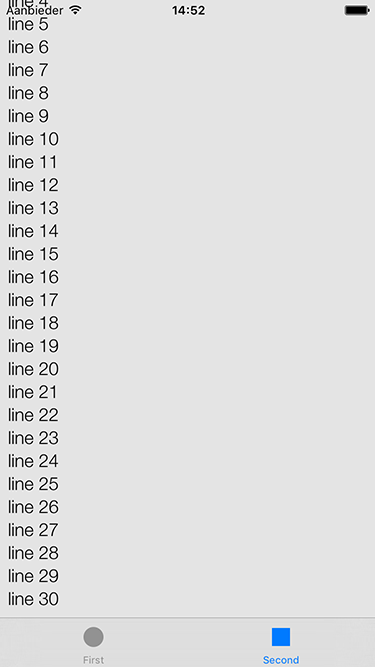 Aanbieder 14:52
line 4
line 5
line 6
line 7
line 8
line 9
line 10
line 11
line 12
line 13
line 14
line 15
line 16
line 17
line 18
line 19
line 20
line 21
line 22
line 23
line 24
line 25
line 26
line 27
line 28
line 29
line 30
First Second